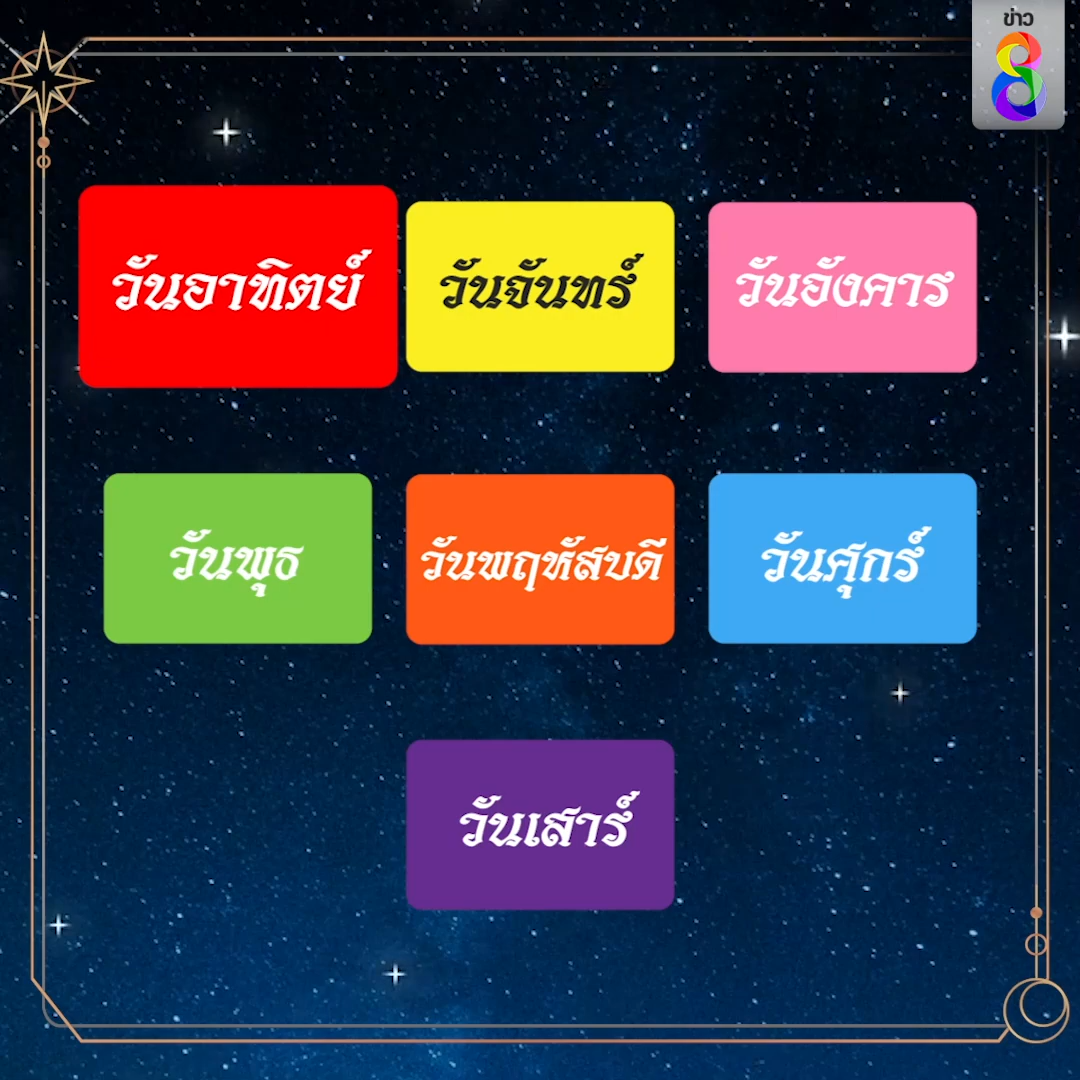 ข่าว
8
วันอาทิตย์
วันจันทร์
วันอังคาร
วันพุธ
วันพฤหัสบดี
วันศุกร์
วันเสาร์